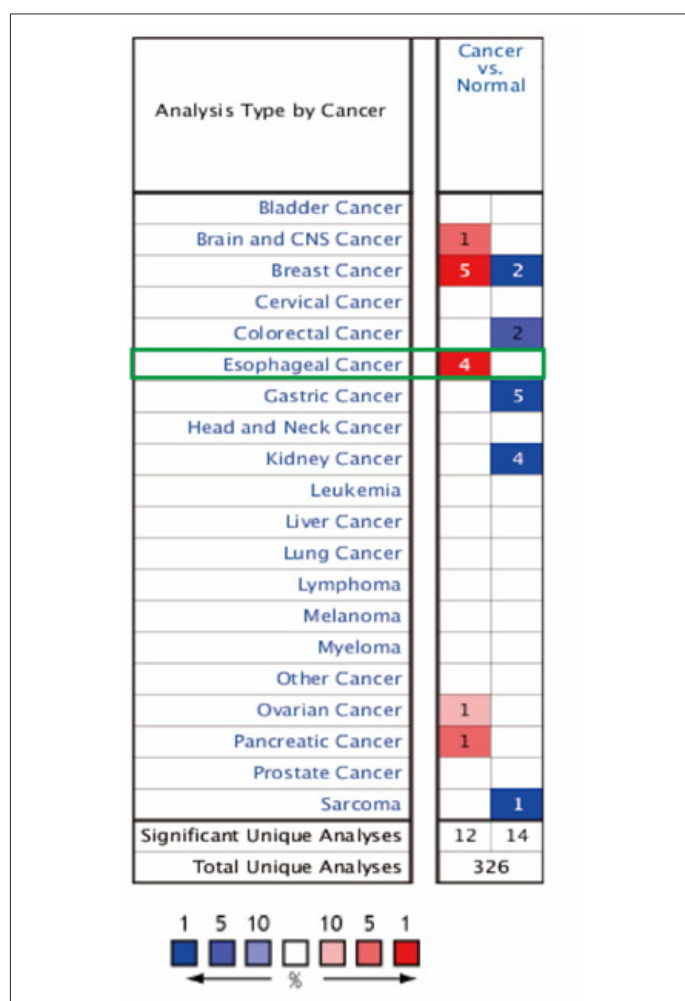 Analysis Type by Cancer
Cancer
vs.
Normal
Bladder Cancer
Brain and CNS Cancer 1
Breast Cancer 5 2
Cervical Cancer
Colorectal Cancer 2
Esophageal Cancer 4
Gastric Cancer 5
Head and Neck Cancer
Kidney Cancer 4
Leukemia
Liver Cancer
Lung Cancer
Lymphoma
Melanoma
Myeloma
Other Cancer
Ovarian Cancer 1
Pancreatic Cancer 1
Prostate Cancer
Sarcoma 1
Significant Unique Analyses 12 14
Total Unique Analyses 326
1 5 10 10 5 1
%